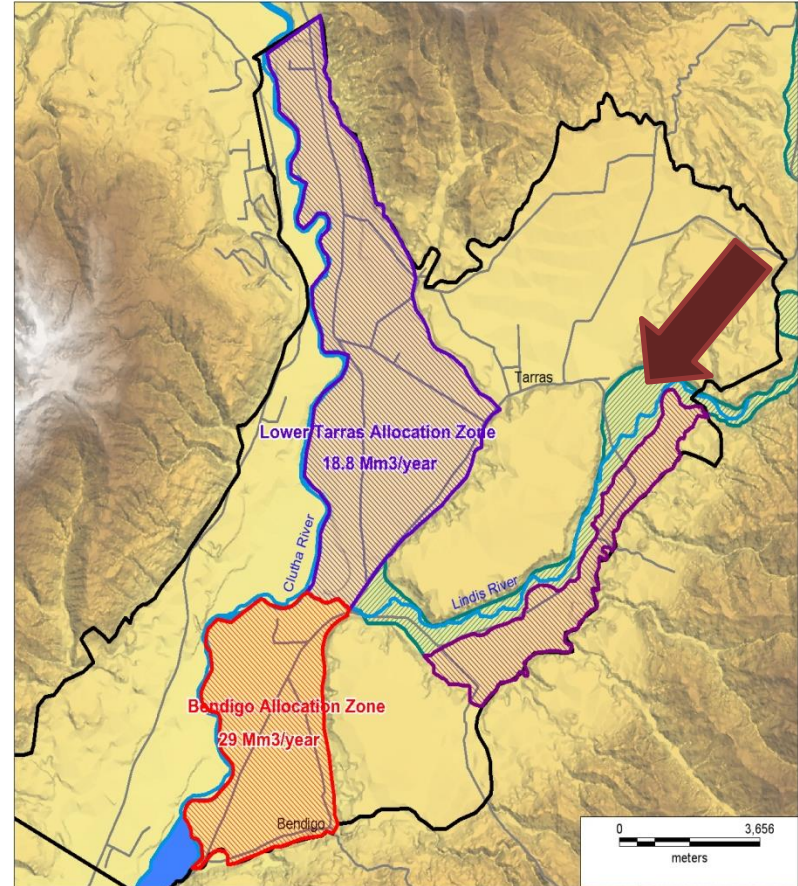 Tarras
Lower Tarras Allocation Zone
18.8 Mm3/year
Clutha River
Lindis River
Bendigo Allocation Zone
29 Mm3/year
Bendigo
0 3,656
meters